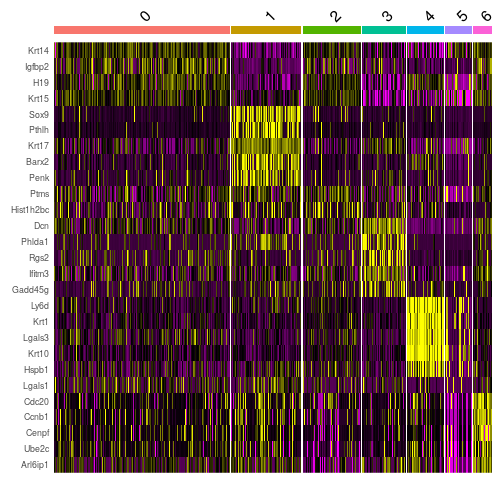 0 1 2 3 4 5 6
Krt14
Igfbp2
H19
Krt15
Sox9
Pthlh
Krt17
Barx2
Penk
Ptms
Hist1h2bc
Dcn
Phlda1
Rgs2
Ifitm3
Gadd45g
Ly6d
Krt1
Lgals3
Krt10
Hspb1
Lgals1
Cdc20
Ccnb1
Cenpf
Ube2c
Arl6ip1